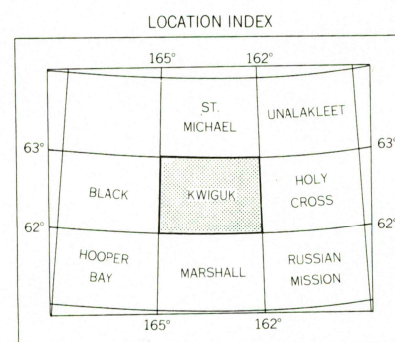 LOCATION INDEX
165° 162°
ST.
MICHAEL
UNALAKLEET
63° 63°
BLACK
KWIGUK
HOLY
CROSS
62° 62°
HOOPER
BAY
MARSHALL
RUSSIAN
MISSION
165° 162°